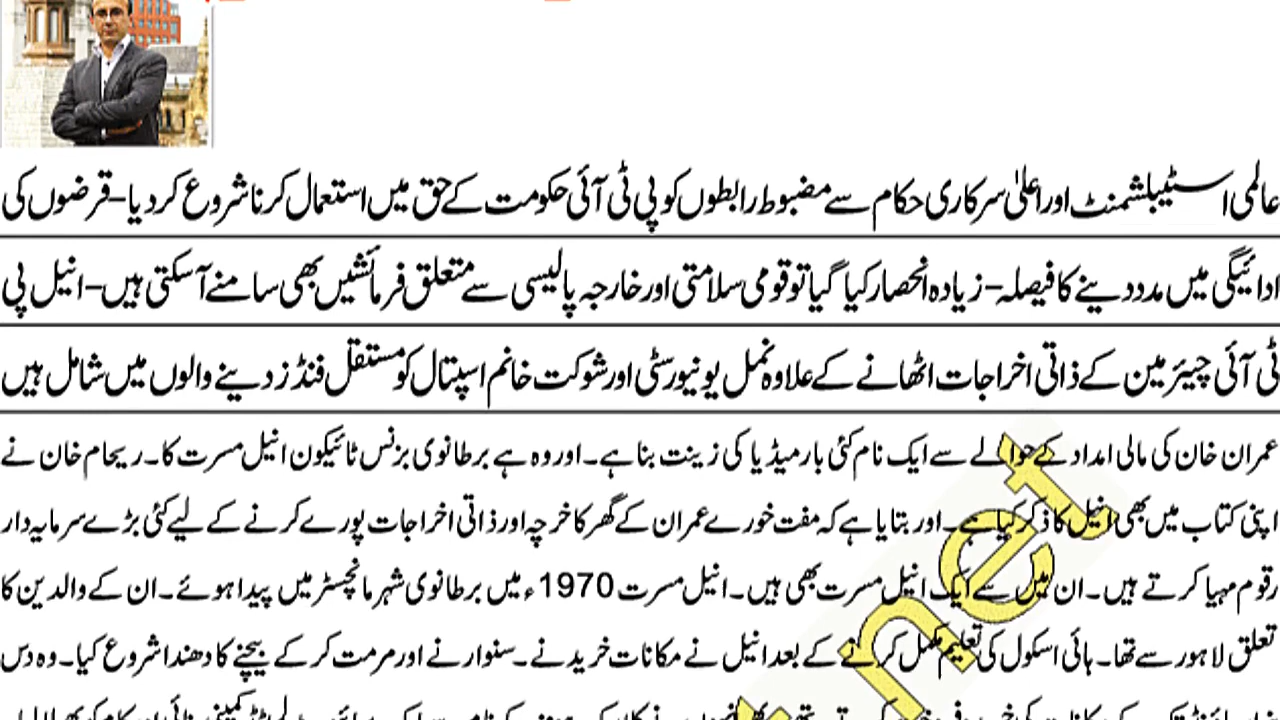 عالمی اسٹیبلشمنٹ اور اعلیٰ سرکاری حکام سے مضبوط رابطوں کو پی ٹی آئی حکومت کے حق میں استعمال کرنا شروع کردیا-قرضوں کی
ادائیگی میں مدد دینے کا فیصلہ-زیادہ انحصار کیا گیا تو قومی سلامتی اور خارجہ پالیسی سے متعلق فرمائشیں بھی سامنے آسکتی ہیں-انیل پی
ٹی آئی چیئرمین کے ذاتی اخراجات اٹھانے کے علاوہ نمل یونیورسٹی اور شوکت خانم اسپتال کو مستقل فنڈز دینے والوں میں شامل ہیں
عمران خان کی مالی امداد کے حوالے سے ایک نام کئی بار میڈیا کی زینت بنا ہے۔ اور وہ ہے برطانوی بزنس ٹائیکون انیل مسرت کا۔ ریحام خان نے
اپنی کتاب میں بھی انیل کا ذکر کیا ہے۔ اور بتایا ہے کہ مفت خورے عمران کے گھر کا خرچہ اور ذاتی اخراجات پورے کرنے کے لیے کئی بڑے سرمایہ دار
رقوم مہیا کرتے ہیں۔ ان میں سے ایک انیل مسرت بھی ہیں۔ انیل مسرت 1970ء میں برطانوی شہر مانچسٹر میں پیدا ہوئے۔ ان کے والدین کا
تعلق لاہور سے تھا۔ ہائی اسکول کی تعلیم مکمل کرنے کے بعد انیل نے مکانات خریدنے۔ سنوارنے اور مرمت کرکے بیچنے کا دھندا شروع کیا۔ وہ دس
net